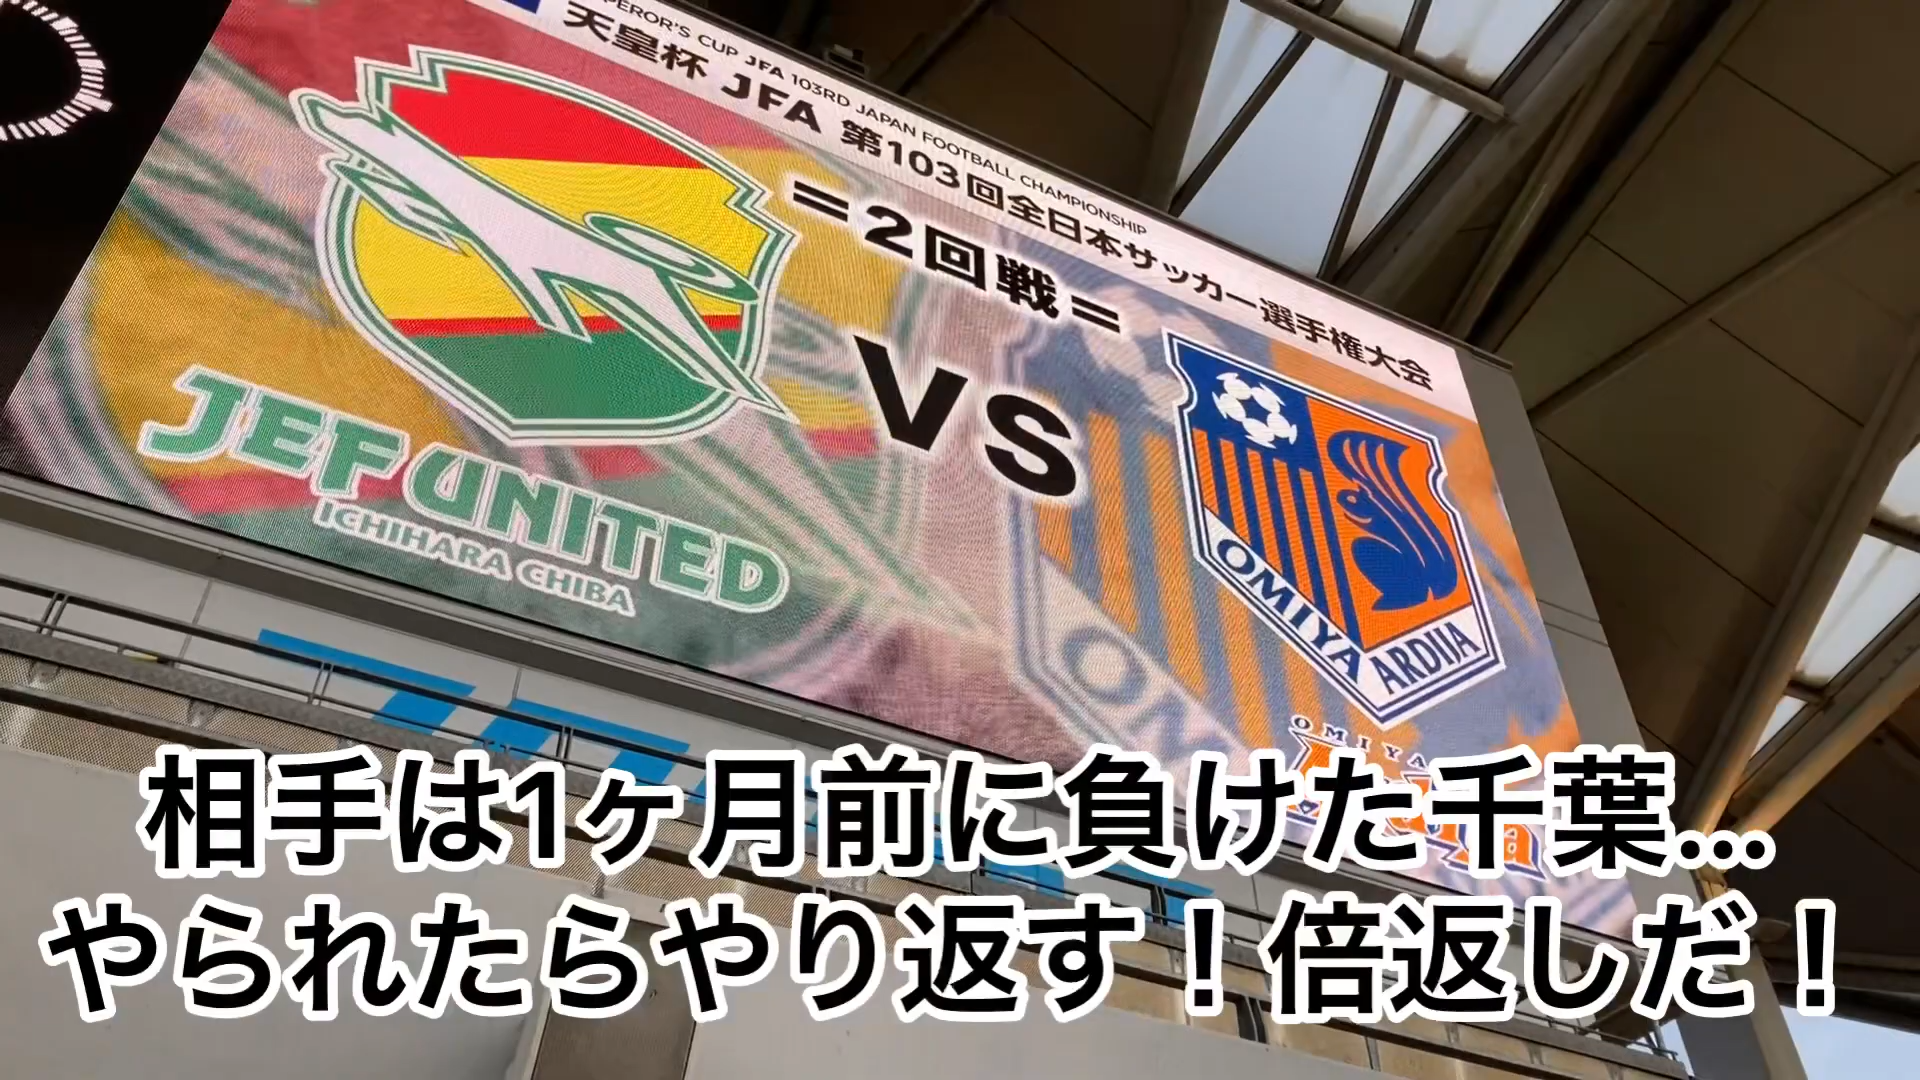 EROR'S CUP JFA 103RD JAPAN FOOTBALL CHAMPIONSHIP
天皇杯 JFA 第103回全日本サッカー選手権大会
=2回戦=
VS
JEF UNITED
ICHIHARA CHIBA
OMIYA ARDIJA
OMIYA
相手は1ヶ月前に負けた千葉...
やられたらやり返す！倍返しだ！